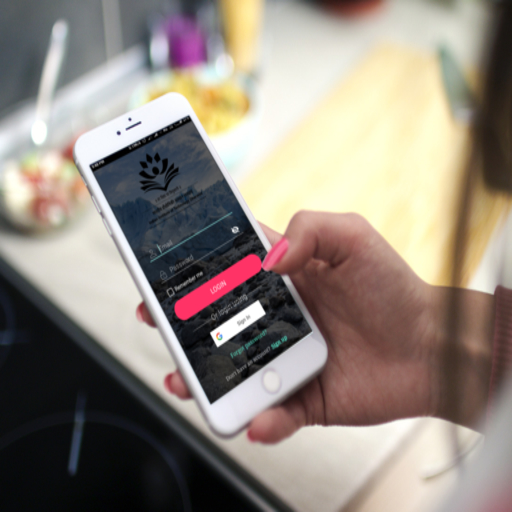 Email
Password
Remember me
LOGIN
Or login using
Sign In
Forgot password?
Don't have an account? Sign up